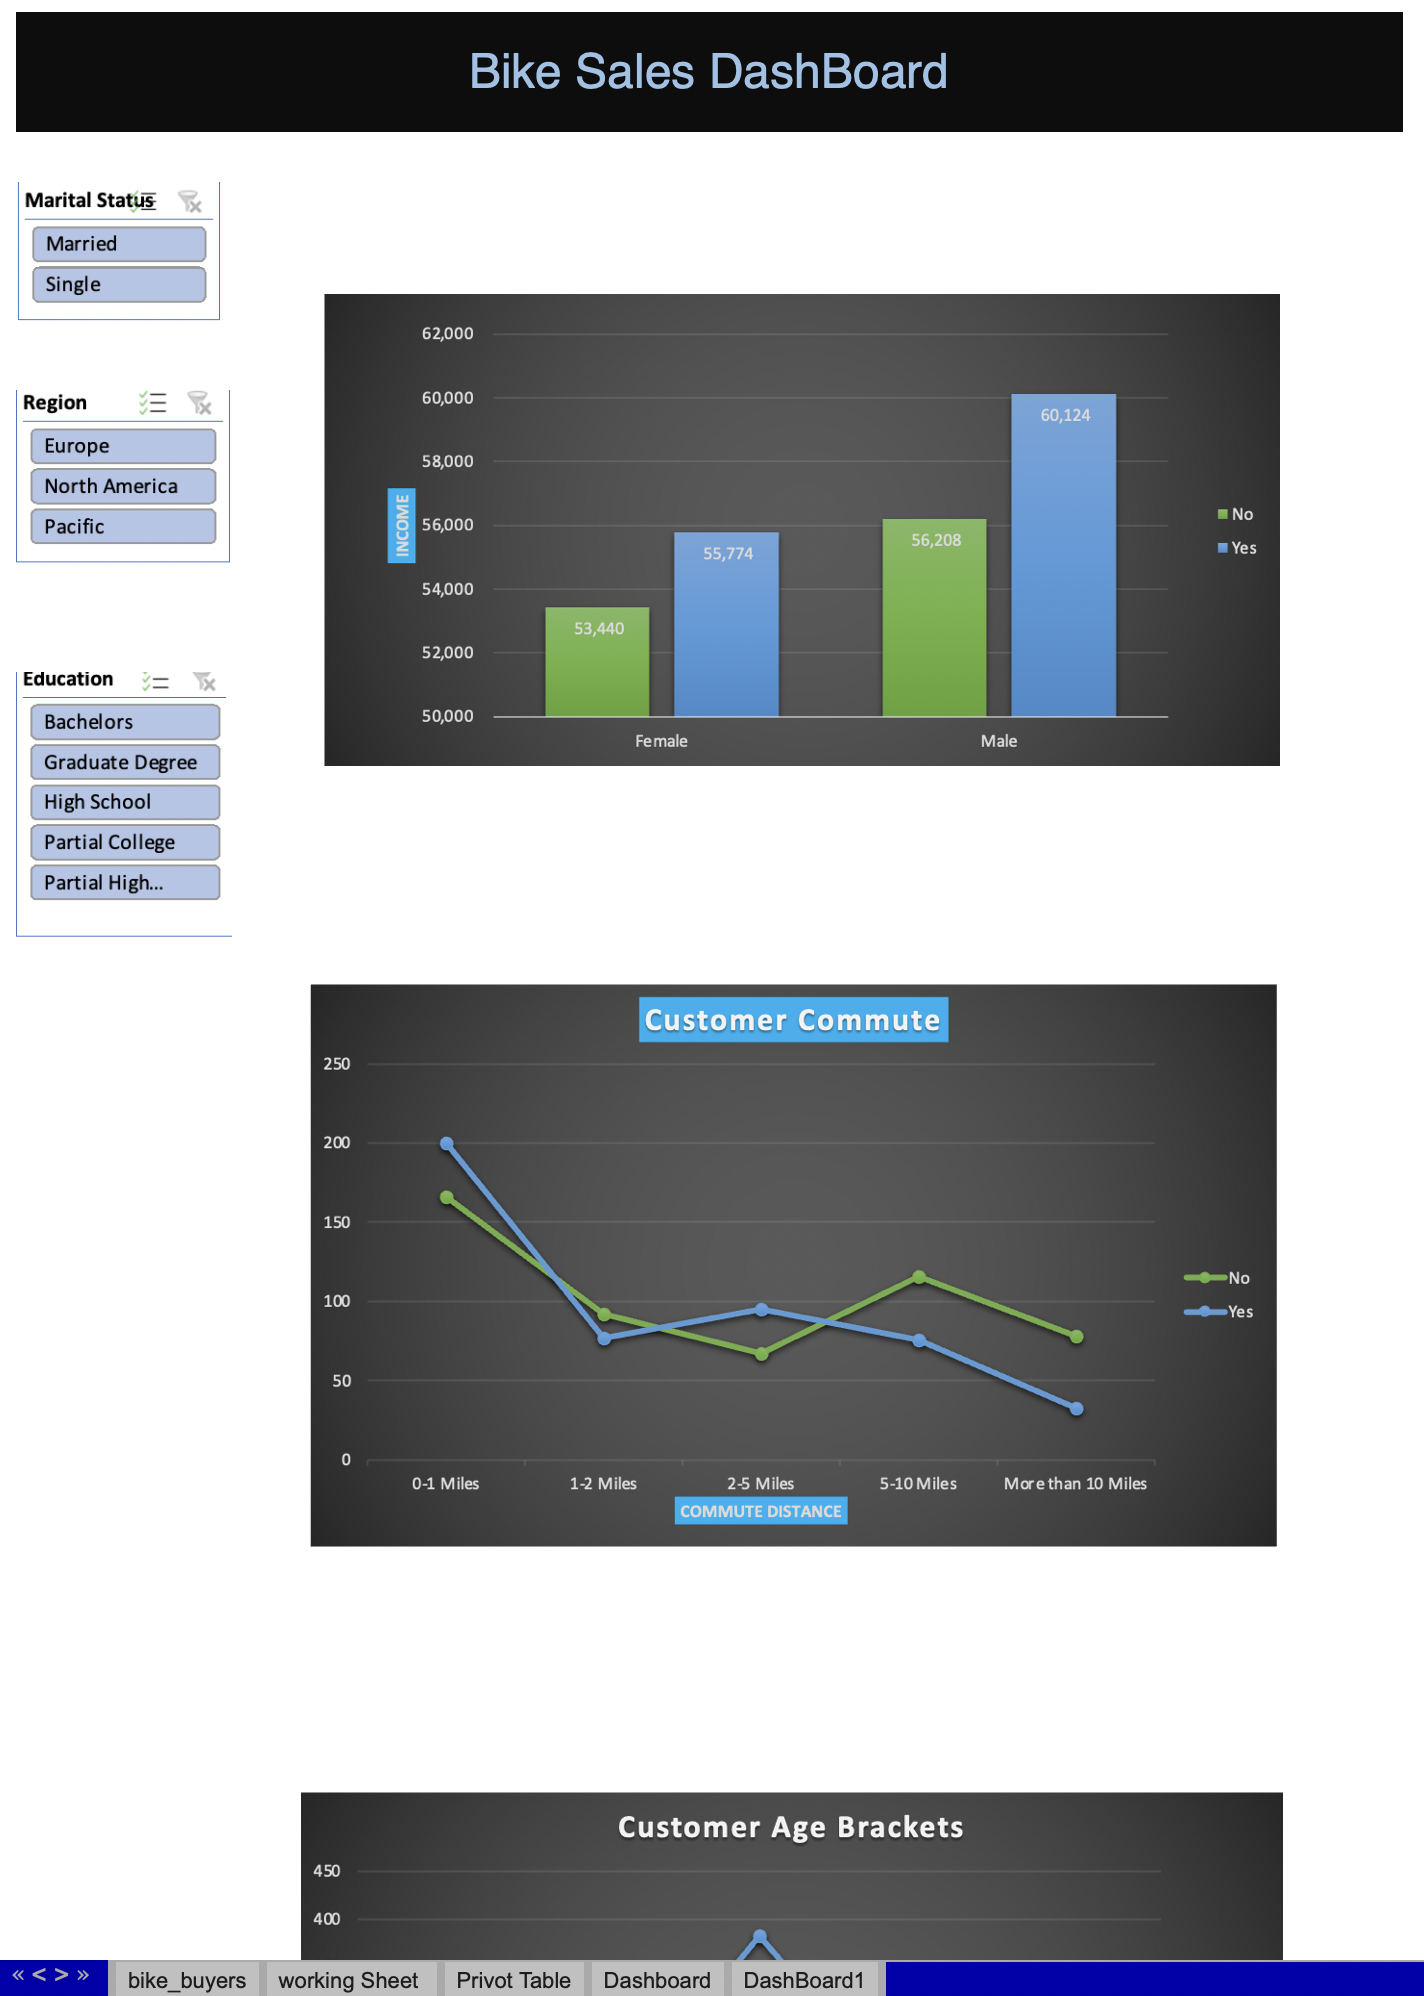 Bike Sales DashBoard
Marital Status
Married
Single
Region
Europe
North America
Pacific
Education
Bachelors
Graduate Degree
High School
Partial College
Partial High...
62,000
60,000
58,000
56,000
54,000
52,000
50,000
INCOME
53,440
55,774
56,208
60,124
Female
Male
No
Yes
Customer Commute
250
200
150
100
50
0
0-1 Miles
1-2 Miles
2-5 Miles
5-10 Miles
More than 10 Miles
COMMUTE DISTANCE
No
Yes
Customer Age Brackets
450
400
« < > »
bike_buyers
working Sheet
Privot Table
Dashboard
DashBoard1